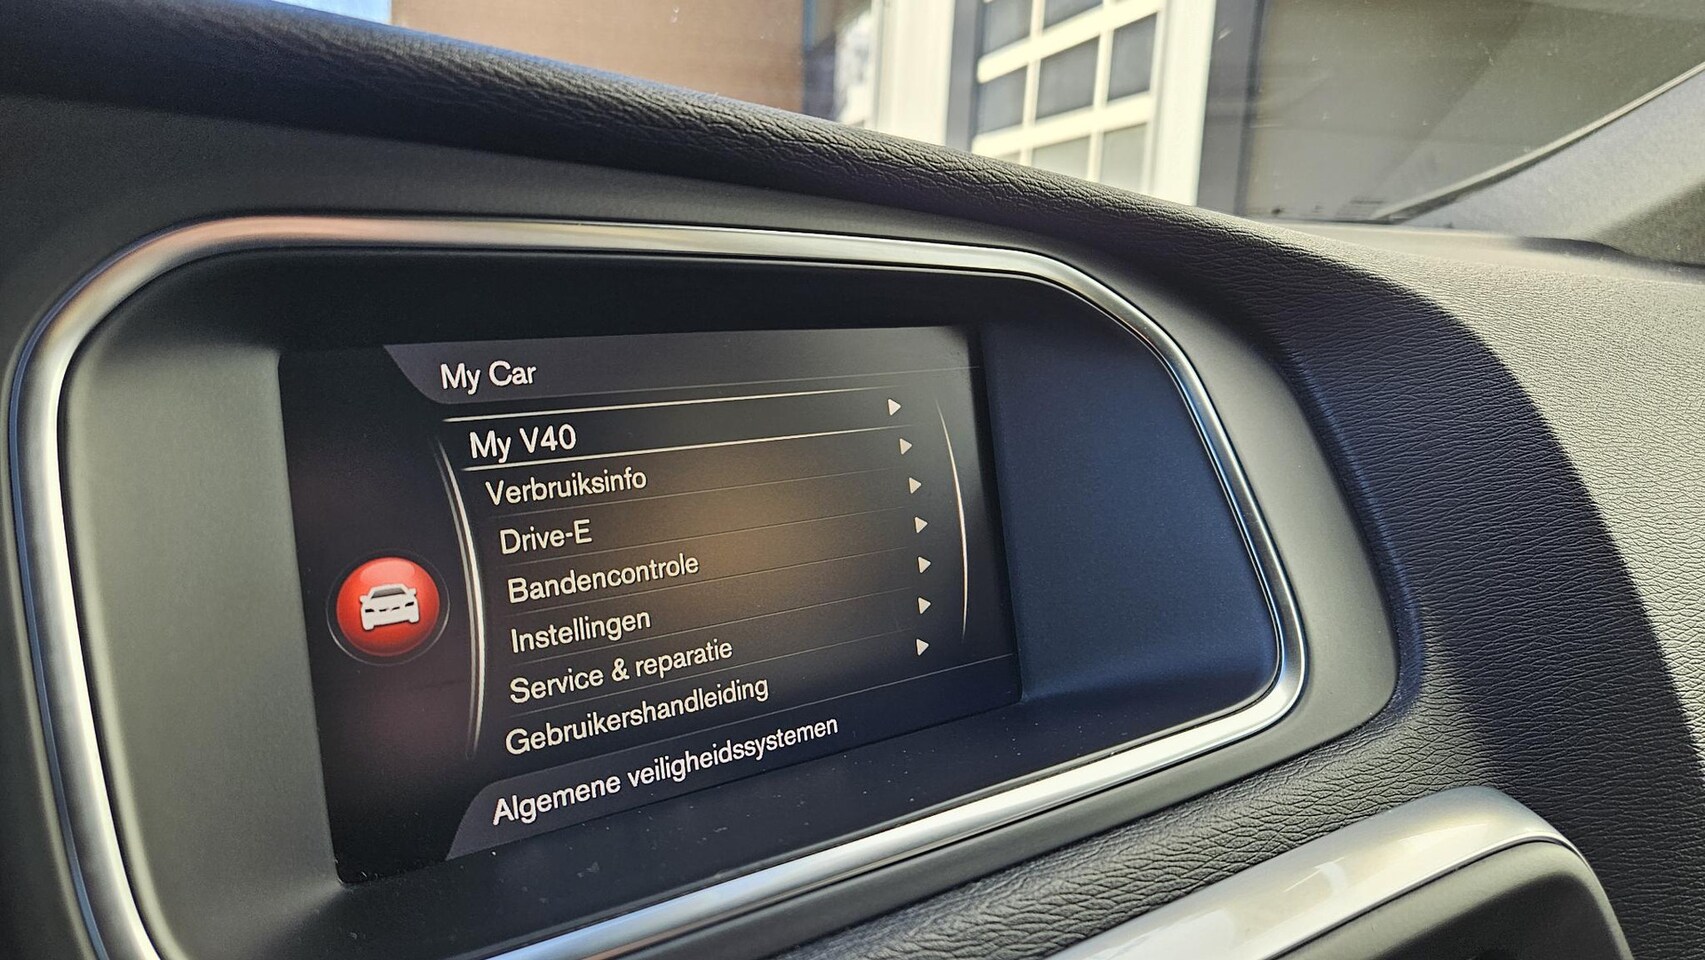 My Car
My V40
Verbruiksinfo
Drive-E
Bandencontrole
Instellingen
Service & reparatie
Gebruikershandleiding
Algemene veiligheidssystemen